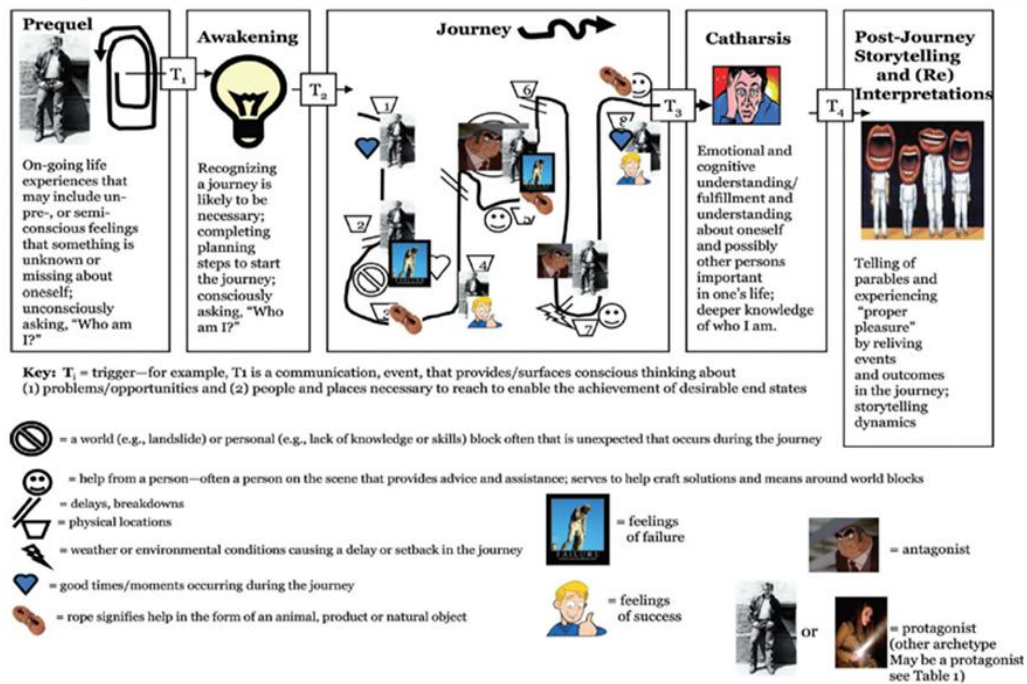 Prequel
T1
On-going life
experiences that
may include un-
pre-, or semi-
conscious feelings
that something is
unknown or
missing about
oneself;
unconsciously
asking, "Who am
I?"
Awakening
T2
Recognizing
a journey is
likely to be
necessary;
completing
planning
steps to start
the journey;
consciously
asking, "Who
am I?"
Journey
1
2
3
4
6
7
8
T3
Catharsis
Emotional and
cognitive
understanding/
fulfillment and
understanding
about oneself
and possibly
other persons
important
in one's life;
deeper knowledge
of who I am.
T4
Post-Journey
Storytelling
and (Re)
Interpretations
Telling of
parables and
experiencing
"proper
pleasure"
by reliving
events
and outcomes
in the journey;
storytelling
dynamics
Key: Ti = trigger—for example, T1 is a communication, event, that provides/surfaces conscious thinking about
(1) problems/opportunities and (2) people and places necessary to reach to enable the achievement of desirable end states
= a world (e.g., landslide) or personal (e.g., lack of knowledge or skills) block often that is unexpected that occurs during the journey
= help from a person—often a person on the scene that provides advice and assistance; serves to help craft solutions and means around world blocks
= delays, breakdowns
= physical locations
= weather or environmental conditions causing a delay or setback in the journey
= good times/moments occurring during the journey
= rope signifies help in the form of an animal, product or natural object
FAILURE
= feelings
of failure
= feelings
of success
= antagonist
or
= protagonist
(other archetype
May be a protagonist
see Table 1)